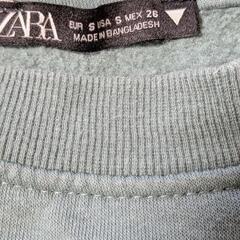 ZARA
EUR S USA S MEX 26
MADE IN BANGLADESH